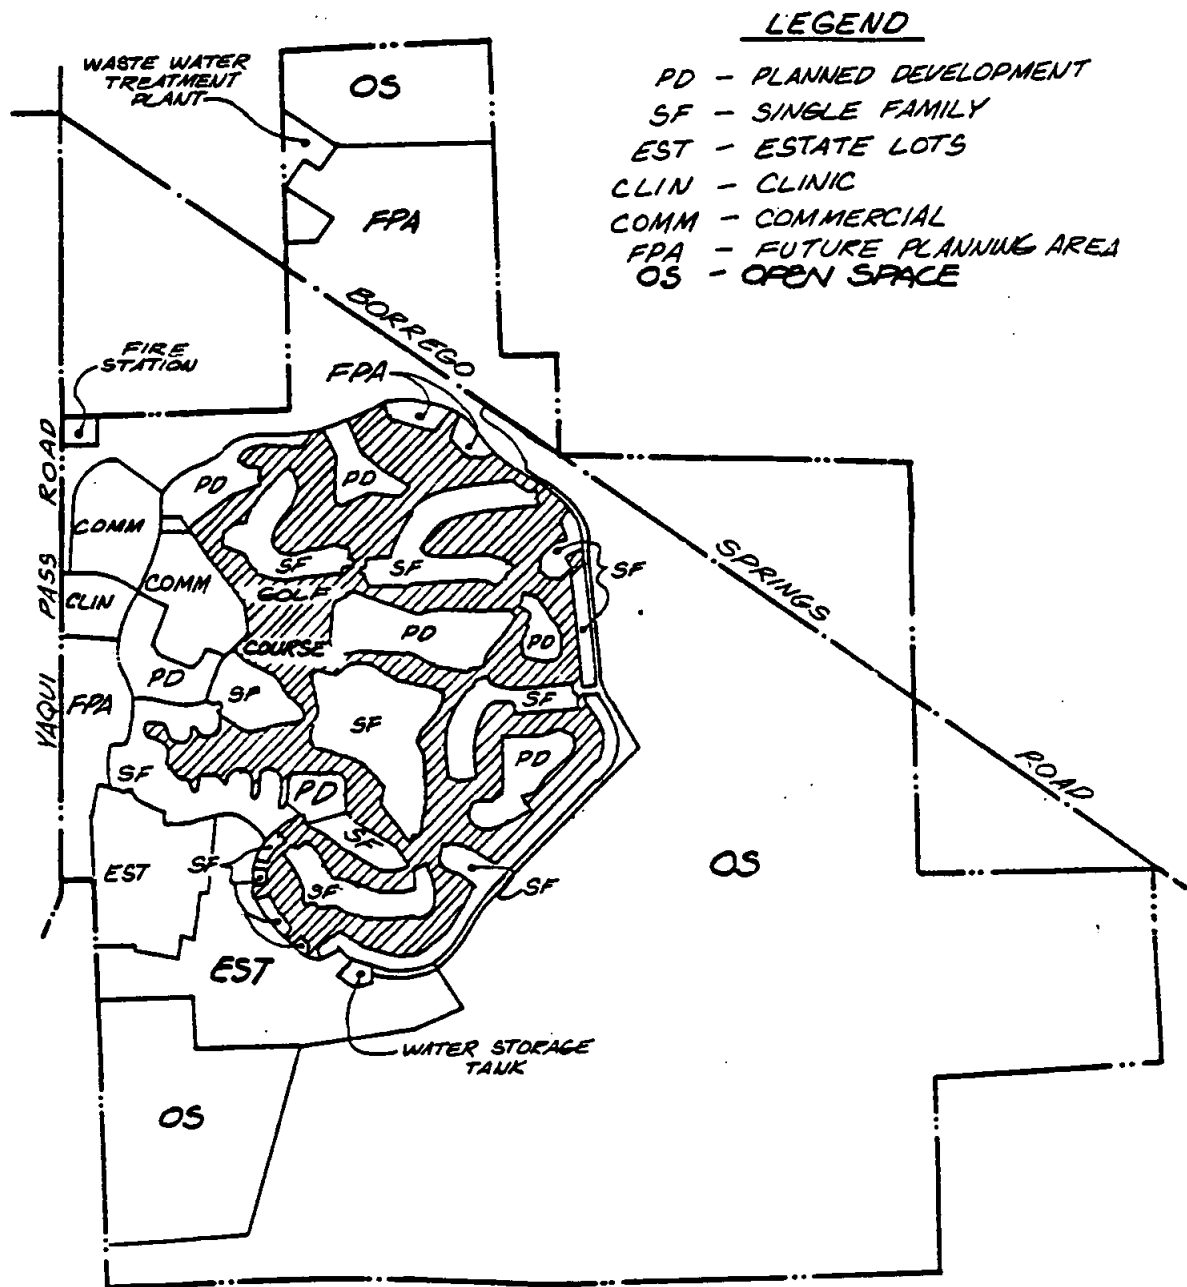 LEGEND
PD - PLANNED DEVELOPMENT
SF - SINGLE FAMILY
EST - ESTATE LOTS
CLIN - CLINIC
COMM - COMMERCIAL
FPA - FUTURE PLANNING AREA
OS - OPEN SPACE
WASTE WATER
TREATMENT
PLANT
OS
FPA
BORREGO
FIRE
STATION
FPA
YAQUI PASS ROAD
PD
PD
COMM
SF
SF
SF
SPRINGS
COMM
CLIN
GOLF
COURSE
PD
PD
PD
SF
FPA
SF
SF
SF
PD
PD
ROAD
SF
EST
SF
SF
SF
OS
EST
WATER STORAGE
TANK
OS